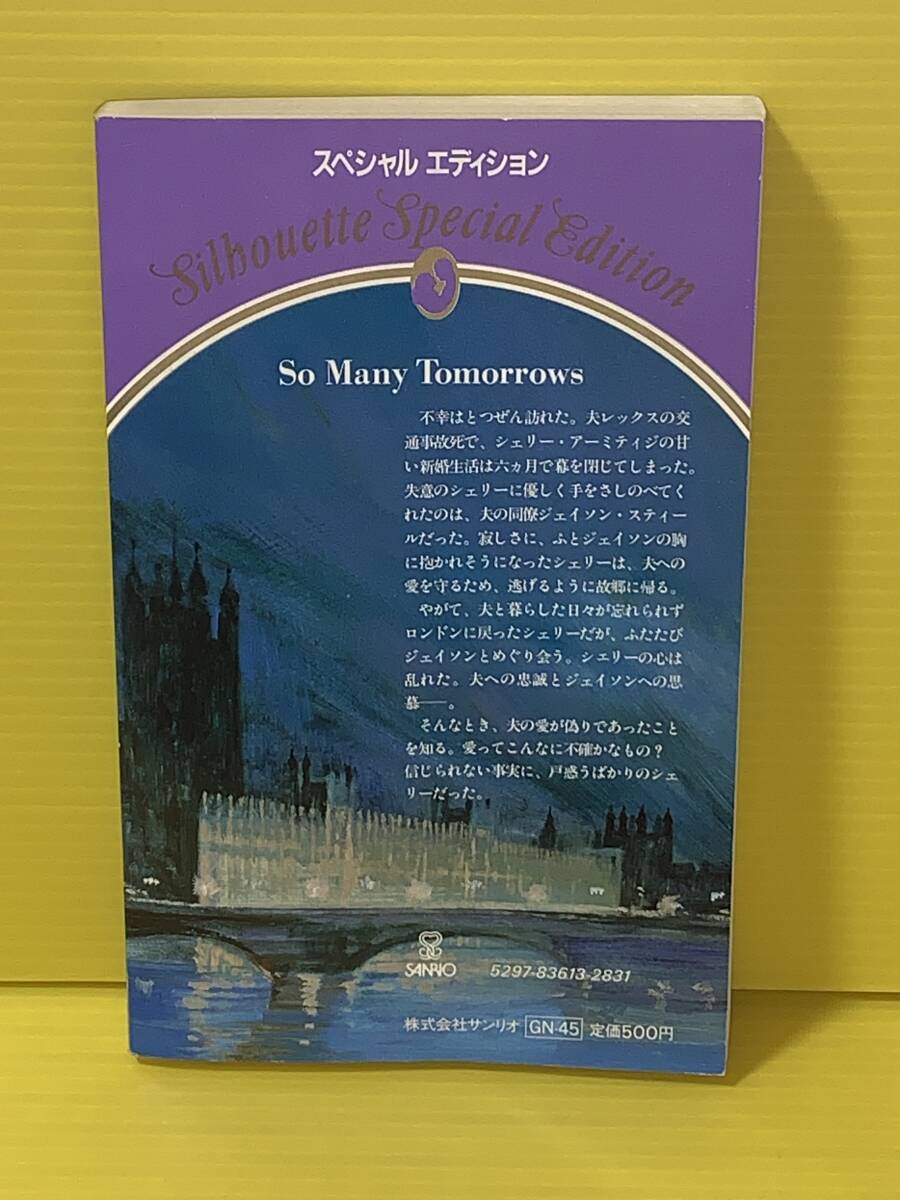 スペシャル エディション
Silhouette Special Edition
So Many Tomorrows
不幸はとつぜん訪れた。夫レックスの交
通事故死で、シェリー・アーミティジの甘
い新婚生活は六ヵ月で幕を閉じてしまった。
失意のシェリーに優しく手をさしのべてく
れたのは、夫の同僚ジェイソン・スティー
ルだった。寂しさに、ふとジェイソンの胸
に抱かれそうになったシェリーは、夫への
愛を守るため、逃げるように故郷に帰る。
やがて、夫と暮らした日々が忘れられず
ロンドンに戻ったシェリーだが、ふたたび
ジェイソンとめぐり会う。シェリーの心は
乱れた。夫への忠誠とジェイソンへの思
慕――。
そんなとき、夫の愛が偽りであったこと
を知る。愛ってこんなに不確かなもの？
信じられない事実に、戸惑うばかりのシェ
リーだった。
SANRIO 5297-83613-2831
株式会社サンリオ GN-45 定価500円